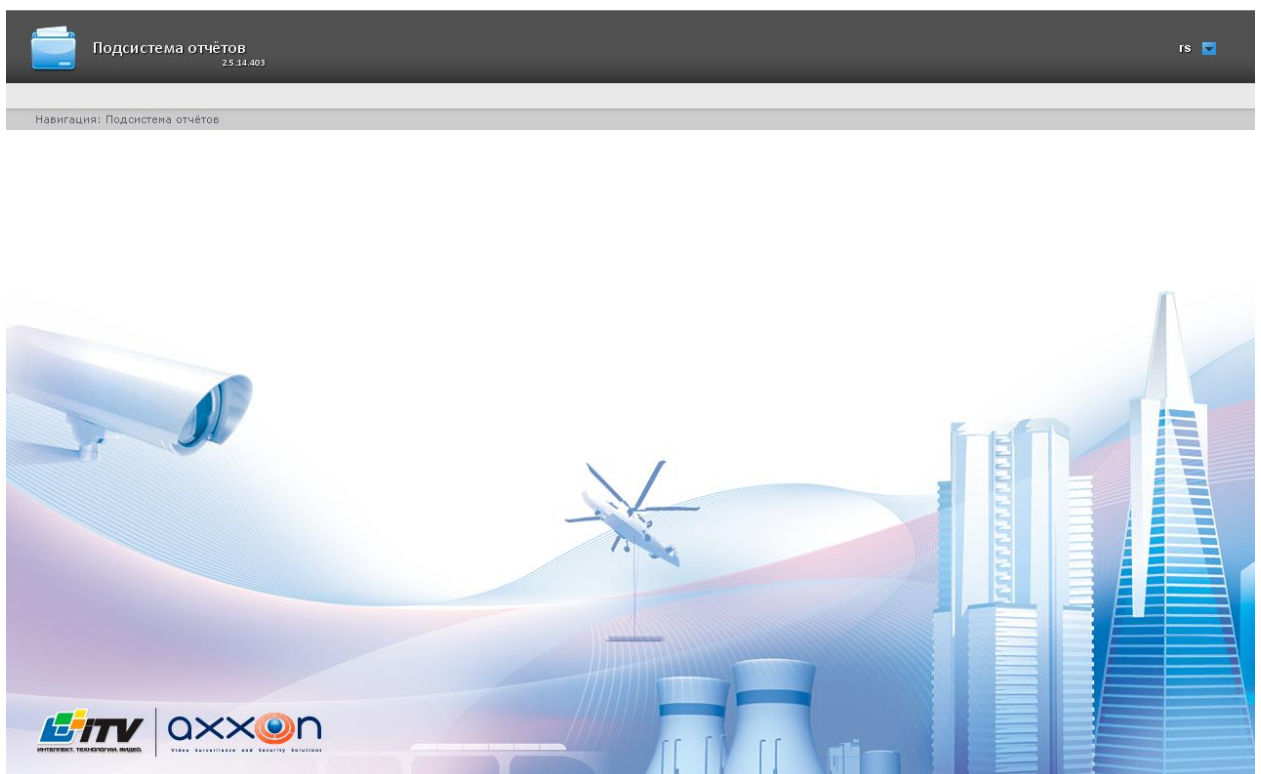 Подсистема отчётов
2.5.14.403
rs
Навигация: Подсистема отчётов
iTV
ИНТЕЛЛЕКТ. ТЕХНОЛОГИИ. ВИДЕО.
axxon
Video Surveillance and Security Solutions